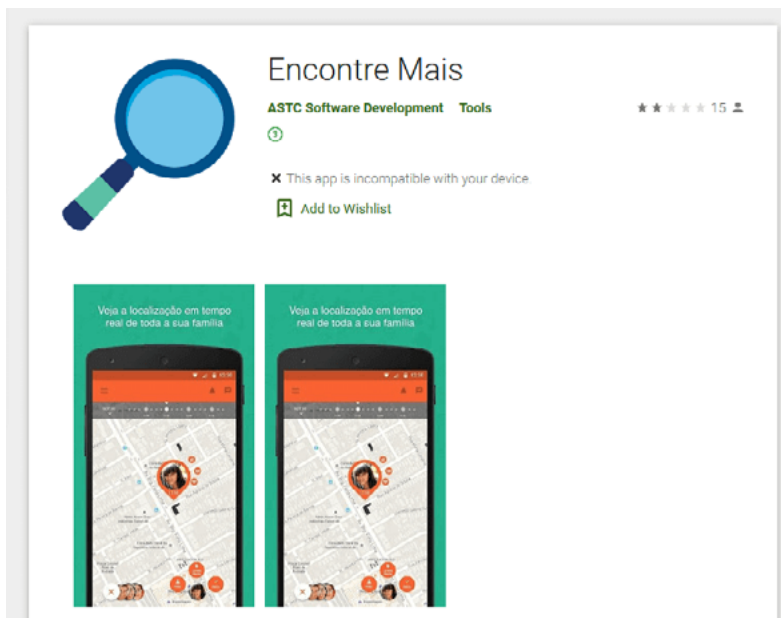 Encontre Mais
ASTC Software Development Tools
15
3
This app is incompatible with your device
Add to Wishlist
Veja a localização em tempo
real de toda a sua família
Veja a localização em tempo
real de toda a sua família